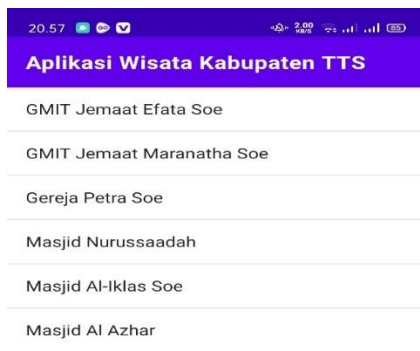 20.57 GO V 2.00 KB/S 85
Aplikasi Wisata Kabupaten TTS
GMIT Jemaat Efata Soe
GMIT Jemaat Maranatha Soe
Gereja Petra Soe
Masjid Nurussaadah
Masjid Al-Iklas Soe
Masjid Al Azhar